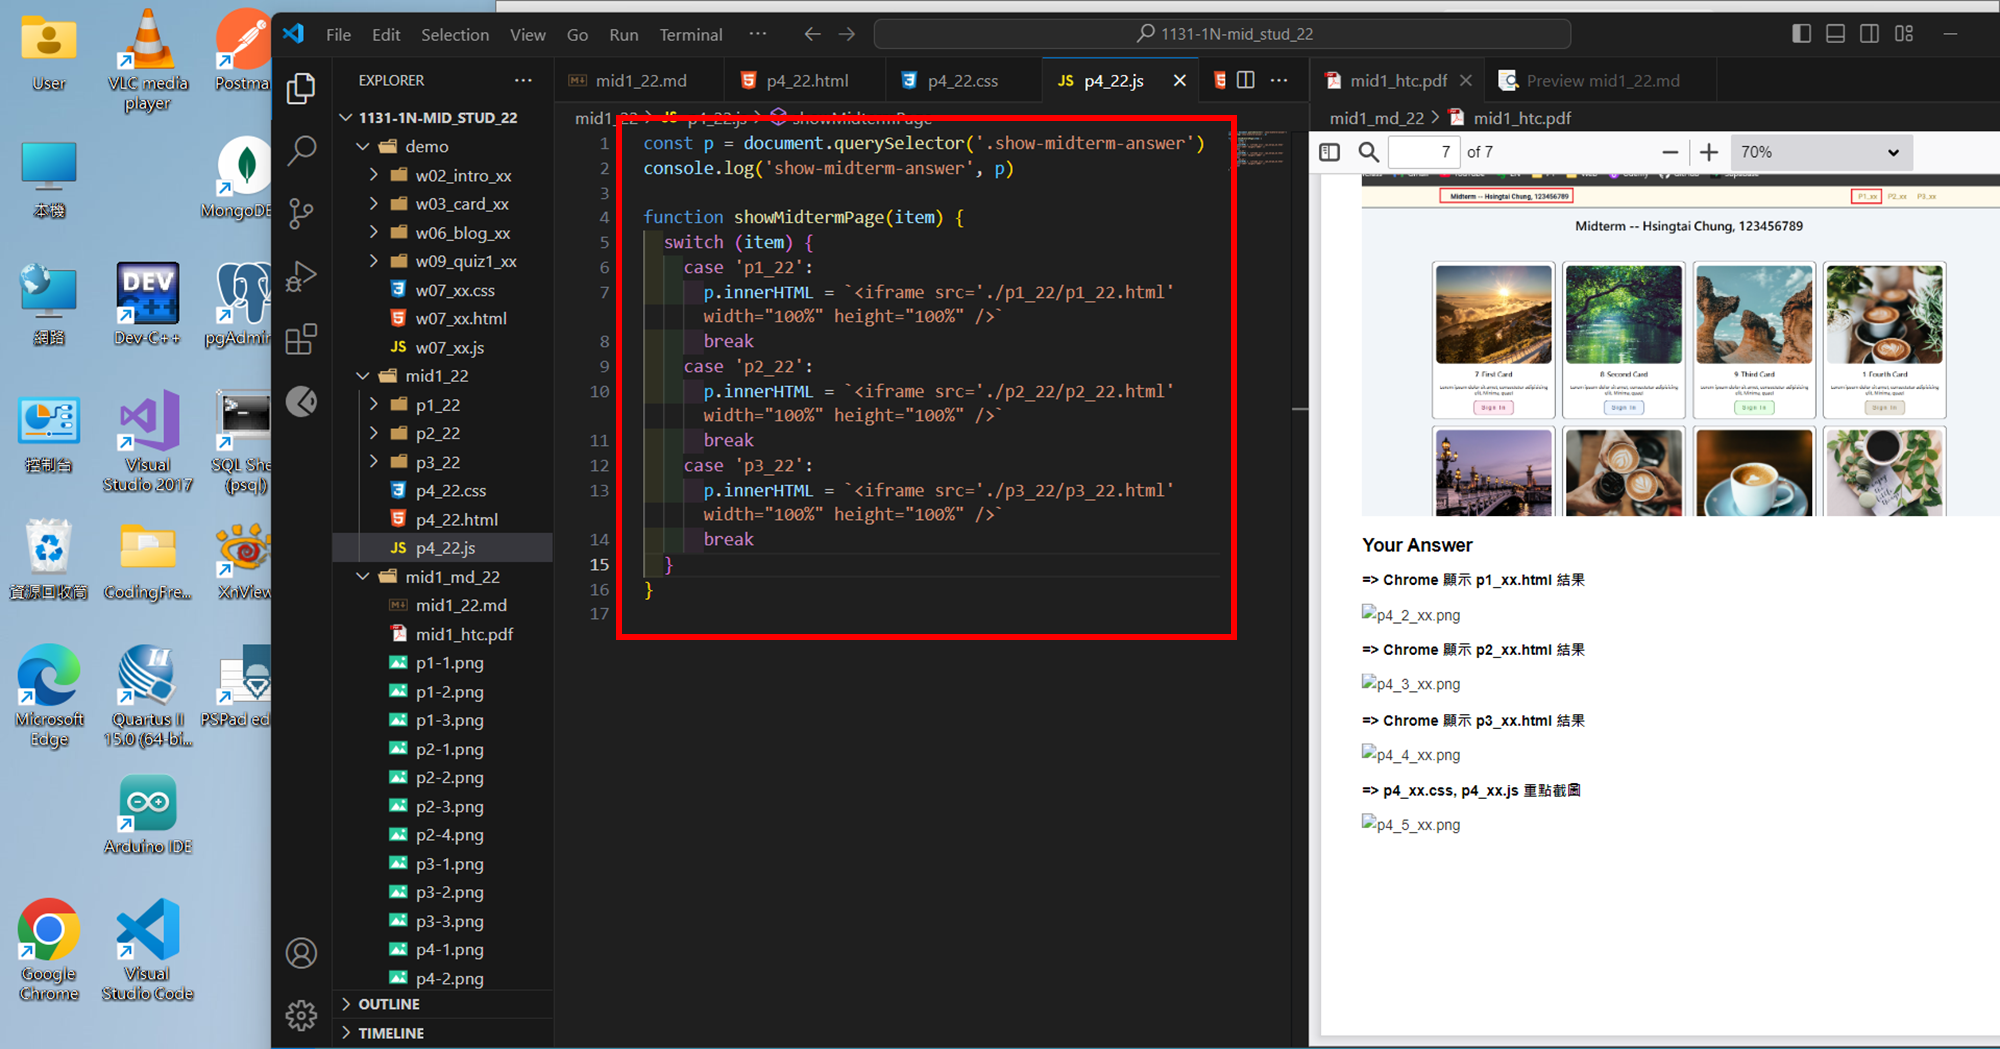 User
VLC media player
Postma
本機
MongoDB
網路
Dev-C++
pgAdmin
控制台
Visual Studio 2017
SQL She (psql)
資源回收筒
CodingFre...
XnView
Microsoft Edge
Quartus II 15.0 (64-bi...
PSPad ed
Arduino IDE
Google Chrome
Visual Studio Code
File Edit Selection View Go Run Terminal ···
1131-1N-mid_stud_22
EXPLORER ···
1131-1N-MID_STUD_22
demo
w02_intro_xx
w03_card_xx
w06_blog_xx
w09_quiz1_xx
w07_xx.css
w07_xx.html
JS w07_xx.js
mid1_22
p1_22
p2_22
p3_22
p4_22.css
p4_22.html
JS p4_22.js
mid1_md_22
mid1_22.md
mid1_htc.pdf
p1-1.png
p1-2.png
p1-3.png
p2-1.png
p2-2.png
p2-3.png
p2-4.png
p3-1.png
p3-2.png
p3-3.png
p4-1.png
p4-2.png
OUTLINE
TIMELINE
mid1_22.md p4_22.html p4_22.css JS p4_22.js
mid1_22 > JS p4_22.js > showMidtermPage
1 const p = document.querySelector('.show-midterm-answer')
2 console.log('show-midterm-answer', p)
3
4 function showMidtermPage(item) {
5 switch (item) {
6 case 'p1_22':
7 p.innerHTML = `<iframe src='./p1_22/p1_22.html'
width="100%" height="100%" />`
8 break
9 case 'p2_22':
10 p.innerHTML = `<iframe src='./p2_22/p2_22.html'
width="100%" height="100%" />`
11 break
12 case 'p3_22':
13 p.innerHTML = `<iframe src='./p3_22/p3_22.html'
width="100%" height="100%" />`
14 break
15 }
16 }
17
mid1_htc.pdf Preview mid1_22.md
mid1_md_22 > mid1_htc.pdf
7 of 7 70%
Midterm -- Hsingtai Chung, 123456789 P1_xx P2_xx P3_xx
Midterm -- Hsingtai Chung, 123456789
7 First Card
8 Second Card
9 Third Card
1 Fourth Card
Sign In Sign In Sign In Sign In
Your Answer
=> Chrome 顯示 p1_xx.html 結果
p4_2_xx.png
=> Chrome 顯示 p2_xx.html 結果
p4_3_xx.png
=> Chrome 顯示 p3_xx.html 結果
p4_4_xx.png
=> p4_xx.css, p4_xx.js 重點截圖
p4_5_xx.png